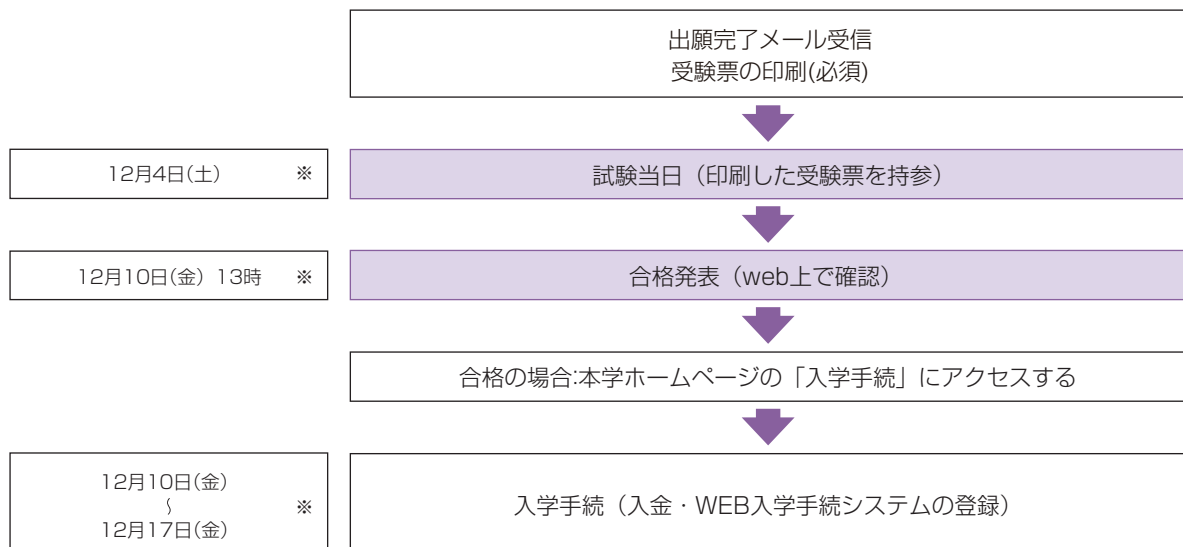 出願完了メール受信
受験票の印刷(必須)
12月4日(土) ※
試験当日（印刷した受験票を持参）
12月10日(金) 13時 ※
合格発表（web上で確認）
合格の場合:本学ホームページの「入学手続」にアクセスする
12月10日(金)
〜
※
12月17日(金)
入学手続（入金・WEB入学手続システムの登録）